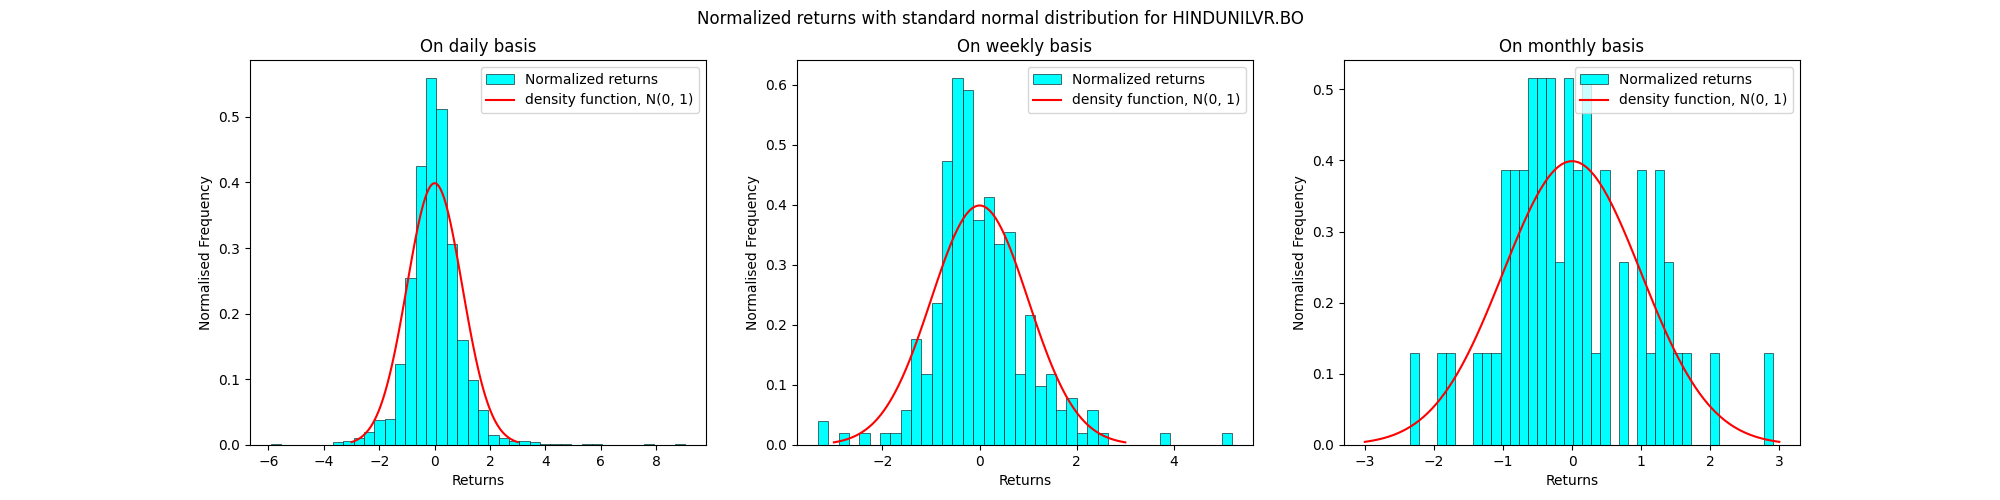 Normalized returns with standard normal distribution for HINDUNILVR.BO
On daily basis
Normalized returns
density function, N(0, 1)
Normalised Frequency
0.5
0.4
0.3
0.2
0.1
0.0
−6 −4 −2 0 2 4 6 8
Returns
On weekly basis
Normalized returns
density function, N(0, 1)
Normalised Frequency
0.6
0.5
0.4
0.3
0.2
0.1
0.0
−2 0 2 4
Returns
On monthly basis
Normalized returns
density function, N(0, 1)
Normalised Frequency
0.5
0.4
0.3
0.2
0.1
0.0
−3 −2 −1 0 1 2 3
Returns